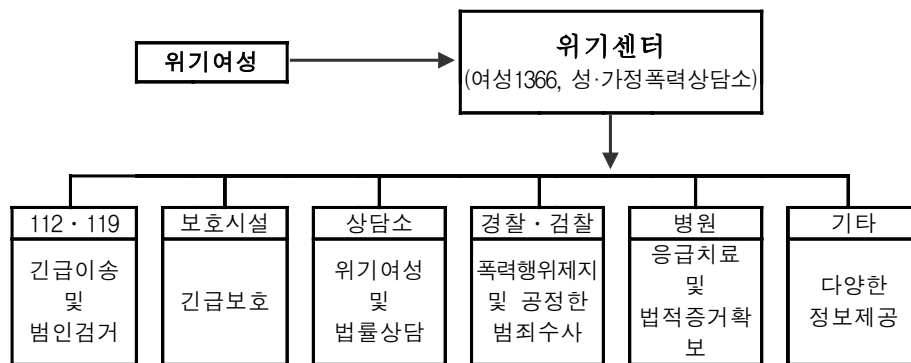 위기여성
위기센터
(여성1366, 성·가정폭력상담소)
112·119
긴급이송
및
범인검거
보호시설
긴급보호
상담소
위기여성
및
법률상담
경찰·검찰
폭력행위제지
및 공정한
범죄수사
병원
응급치료
및
법적증거확
보
기타
다양한
정보제공